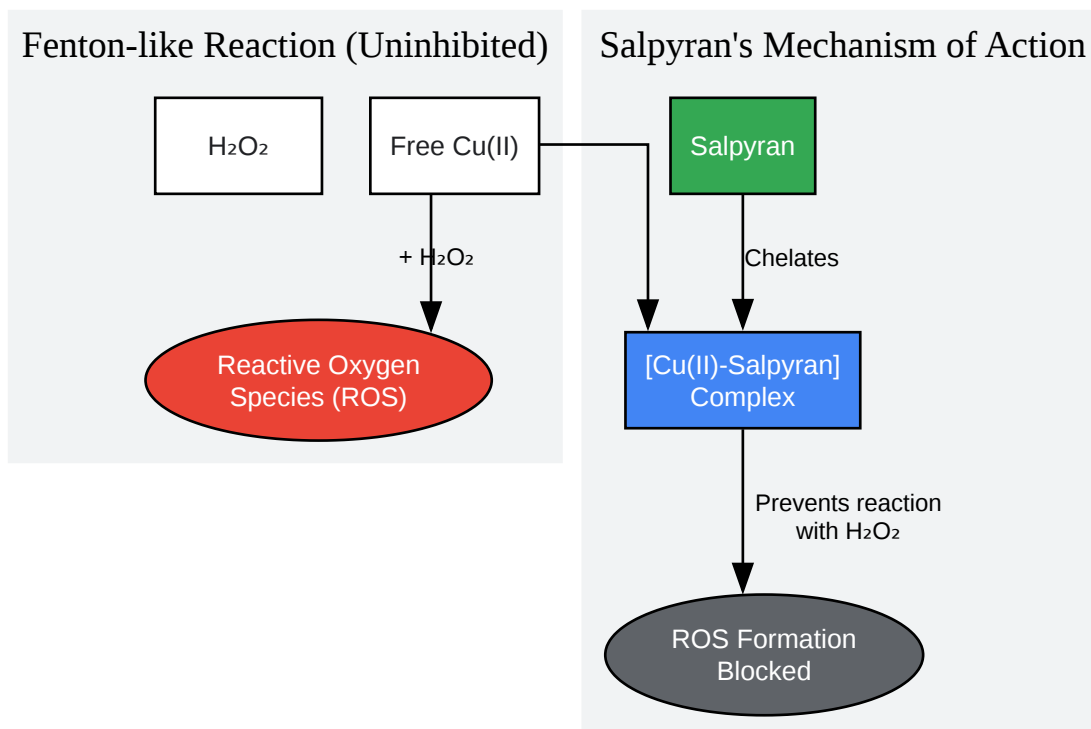 Fenton-like Reaction (Uninhibited)
H₂O₂
Free Cu(II)
+ H₂O₂
Reactive Oxygen
Species (ROS)
Salpyran's Mechanism of Action
Salpyran
Chelates
[Cu(II)-Salpyran]
Complex
Prevents reaction
with H₂O₂
ROS Formation
Blocked